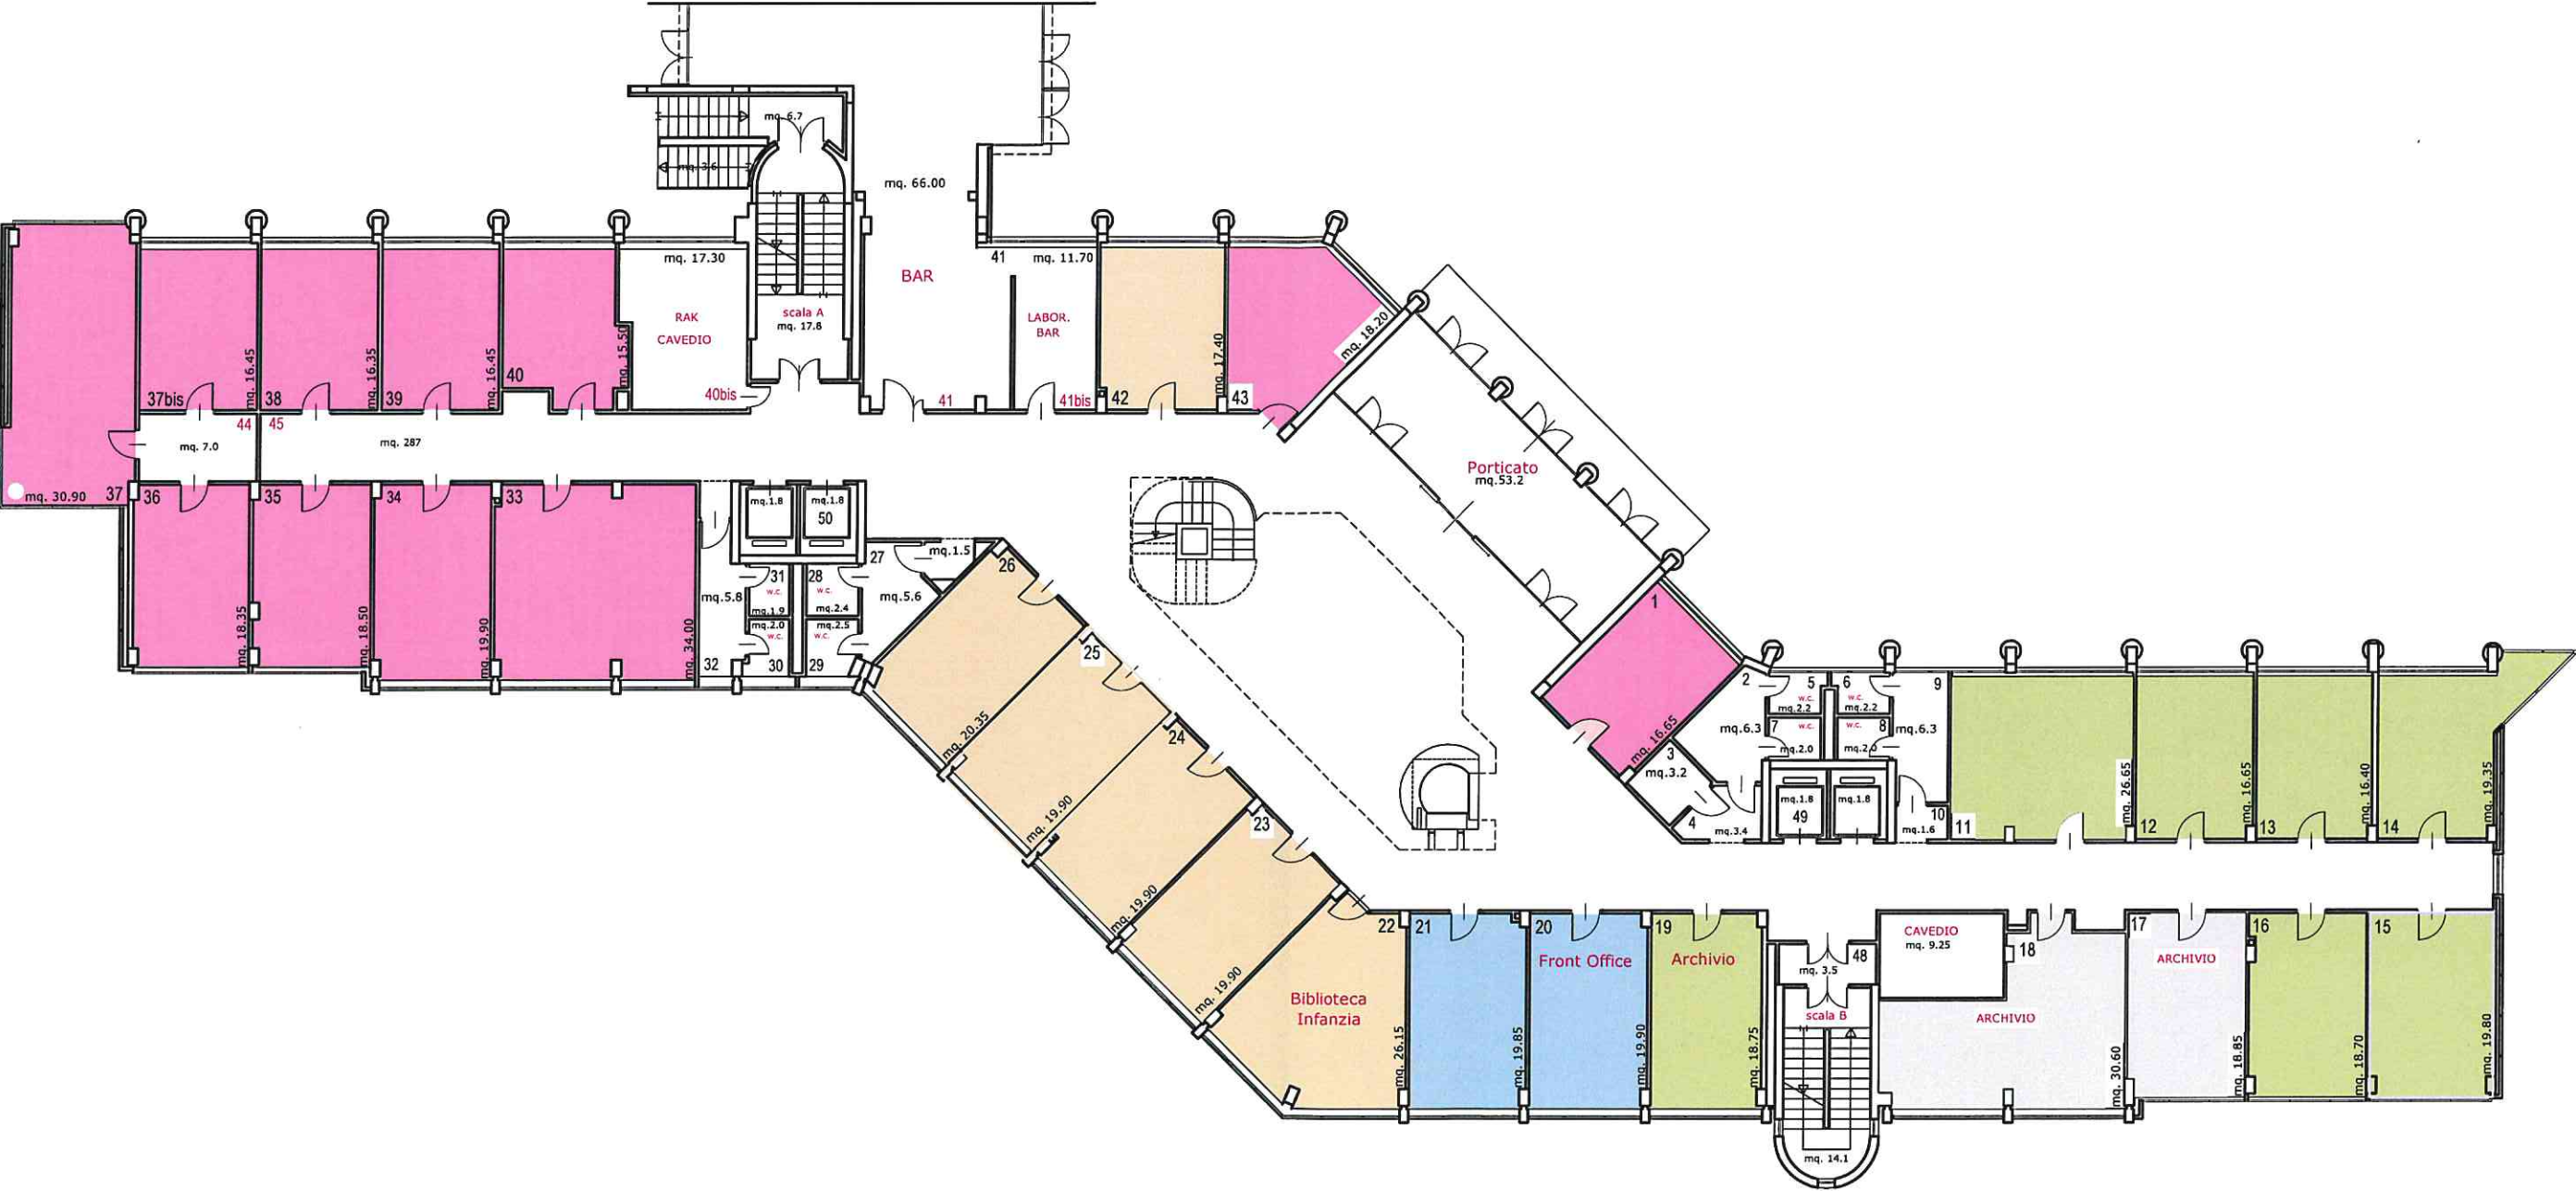 mq. 6.7
mq. 3.6
mq. 66.00
BAR
scala A
mq. 17.8
mq. 17.30
RAK
CAVEDIO
40bis
41
mq. 11.70
LABOR.
BAR
41
41bis
42
mq. 17.40
43
mq. 18.20
37bis
mq. 16.45
38
mq. 16.35
39
mq. 16.45
40
mq. 15.50
44
45
mq. 7.0
mq. 287
mq. 30.90
37
36
mq. 18.35
35
mq. 18.50
34
mq. 19.90
33
mq. 34.00
mq.1.8
mq.1.8
50
mq.5.8
32
31
w.c.
mq.1.9
mq.2.0
w.c.
30
28
w.c.
mq.2.4
mq.2.5
w.c.
29
27
mq.1.5
mq.5.6
26
mq. 20.35
25
mq. 19.90
24
mq. 19.90
23
mq. 19.90
22
Biblioteca
Infanzia
mq. 26.15
Porticato
mq.53.2
1
mq. 16.65
2
mq.6.3
3
mq.3.2
4
mq.3.4
5
w.c.
mq.2.2
7
w.c.
mq.2.0
6
w.c.
mq.2.2
w.c.
8
mq.2.0
9
mq.6.3
mq.1.8
49
mq.1.8
10
mq.1.6
11
mq. 26.65
12
mq. 16.65
13
mq. 16.40
14
mq. 19.35
21
mq. 19.85
20
Front Office
mq. 19.90
19
Archivio
mq. 18.75
48
mq. 3.5
scala B
mq. 14.1
CAVEDIO
mq. 9.25
18
ARCHIVIO
mq. 30.60
17
ARCHIVIO
mq. 18.85
16
mq. 18.70
15
mq. 19.80